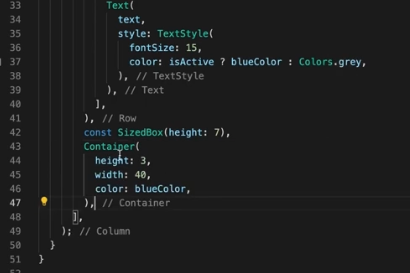 33 Text(
34 text,
35 style: TextStyle(
36 fontSize: 15,
37 color: isActive ? blueColor : Colors.grey,
38 ), // TextStyle
39 ), // Text
40 ],
41 ), // Row
42 const SizedBox(height: 7),
43 Container(
44 height: 3,
45 width: 40,
46 color: blueColor,
47 ), // Container
48 ],
49 ); // Column
50 }
51 }
52